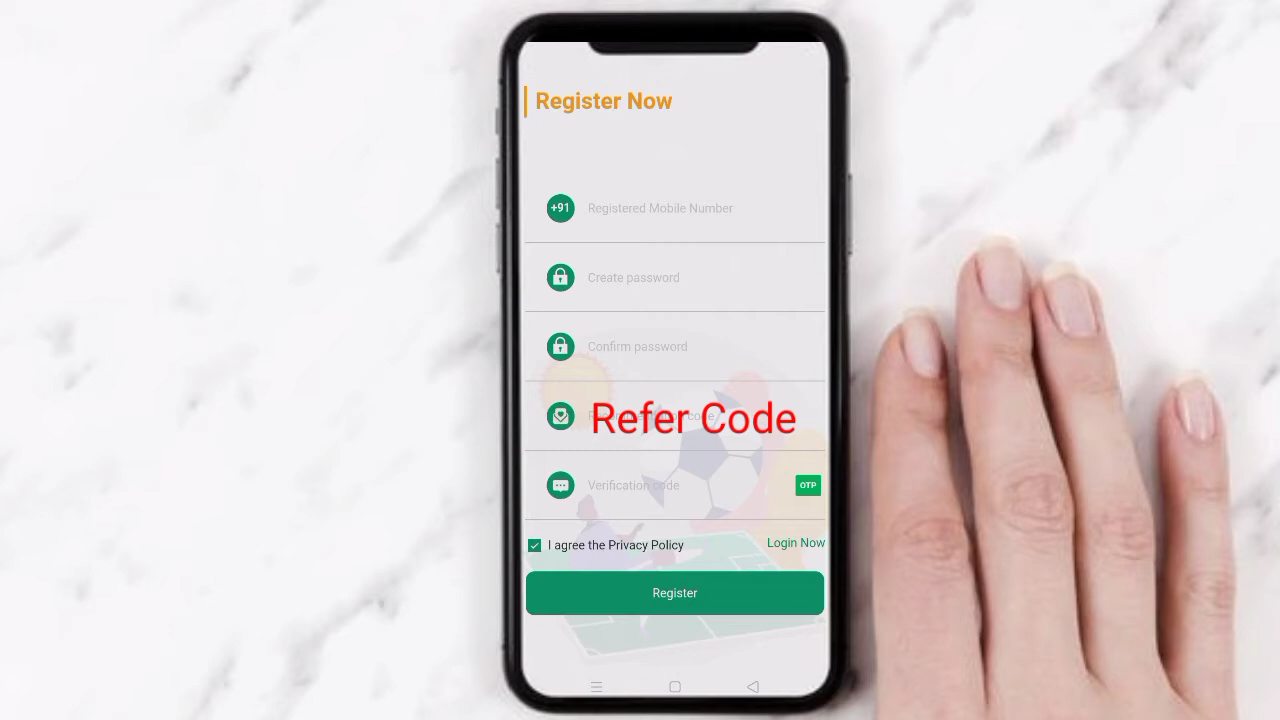 Register Now
+91 Registered Mobile Number
Create password
Confirm password
Refer Code
Verification code OTP
I agree the Privacy Policy Login Now
Register